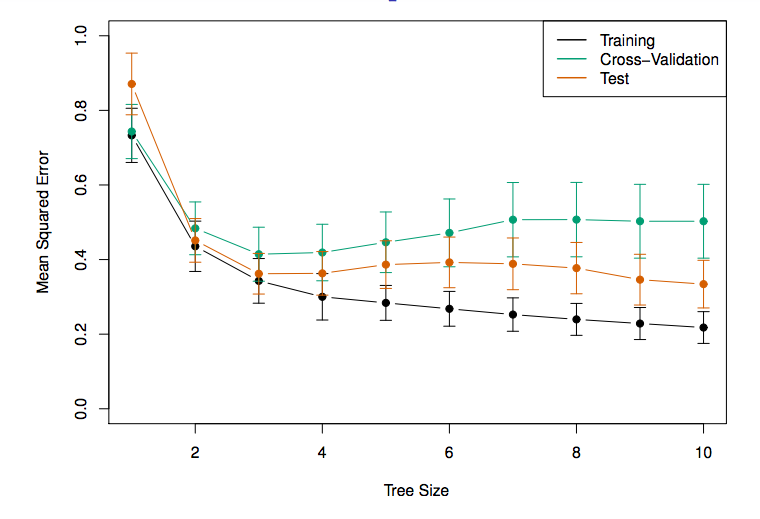 Training
Cross−Validation
Test
Mean Squared Error
1.0
0.8
0.6
0.4
0.2
0.0
2 4 6 8 10
Tree Size